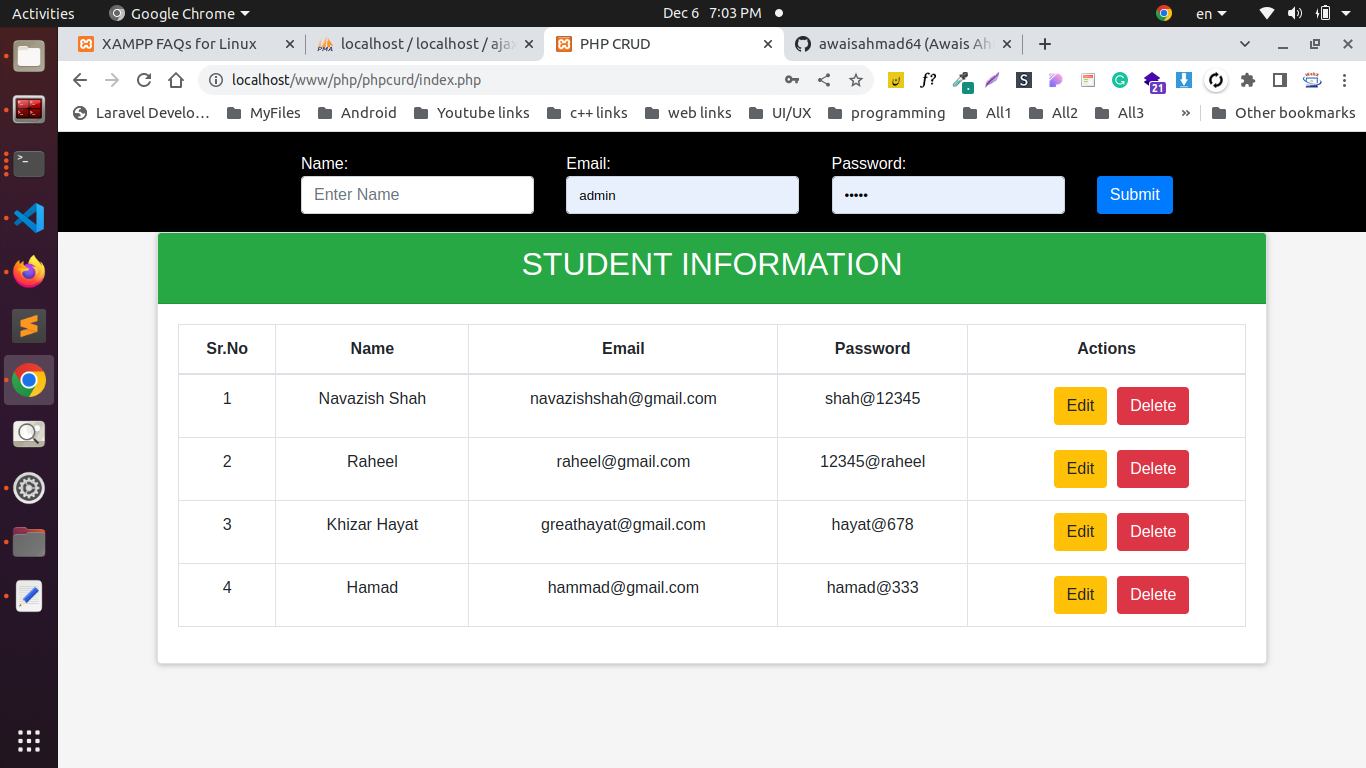 Activities Google Chrome Dec 6 7:03 PM en
XAMPP FAQs for Linux localhost / localhost / ajax PHP CRUD awaisahmad64 (Awais Ah
localhost/www/php/phpcurd/index.php
f? S 21
Laravel Develo… MyFiles Android Youtube links c++ links web links UI/UX programming All1 All2 All3 » Other bookmarks
Name: Email: Password:
Enter Name admin ••••• Submit
STUDENT INFORMATION
Sr.No Name Email Password Actions
1 Navazish Shah navazishshah@gmail.com shah@12345 Edit Delete
2 Raheel raheel@gmail.com 12345@raheel Edit Delete
3 Khizar Hayat greathayat@gmail.com hayat@678 Edit Delete
4 Hamad hammad@gmail.com hamad@333 Edit Delete